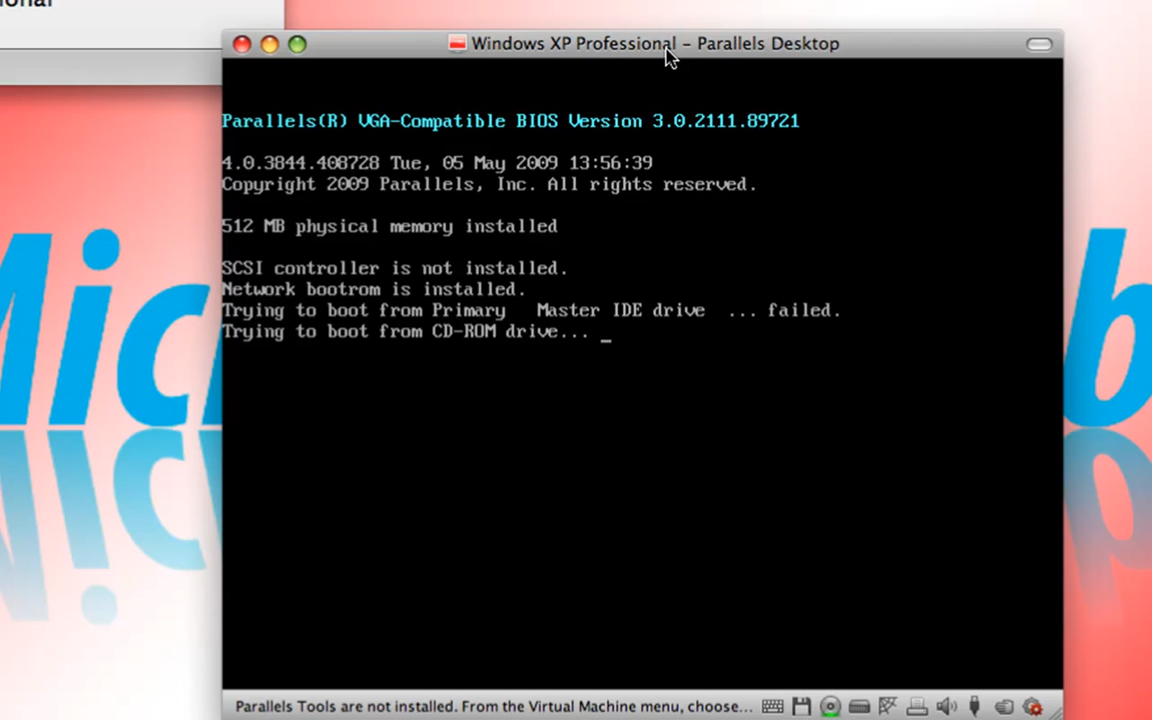 Windows XP Professional – Parallels Desktop
Parallels(R) VGA-Compatible BIOS Version 3.0.2111.89721
4.0.3844.408728 Tue, 05 May 2009 13:56:39
Copyright 2009 Parallels, Inc. All rights reserved.
512 MB physical memory installed
SCSI controller is not installed.
Network bootrom is installed.
Trying to boot from Primary   Master IDE drive  ... failed.
Trying to boot from CD-ROM drive... _
Parallels Tools are not installed. From the Virtual Machine menu, choose...